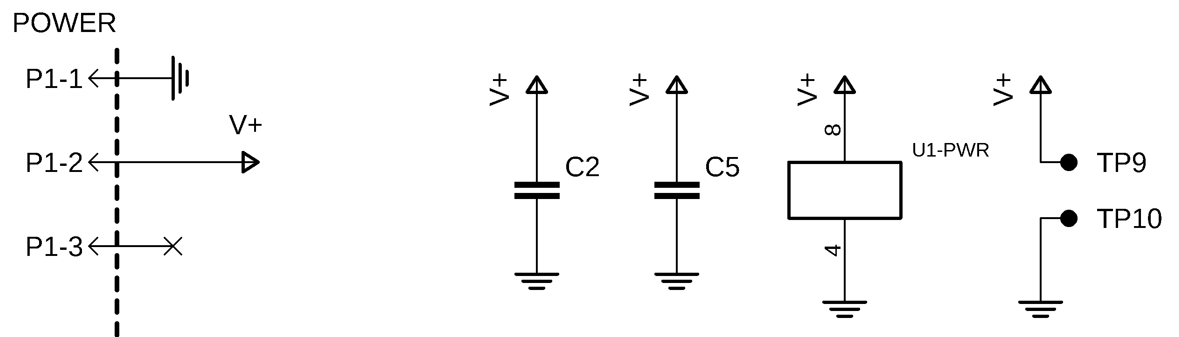 POWER
P1-1
V+
P1-2
P1-3
V+
C2
V+
C5
V+
8
U1-PWR
4
V+
TP9
TP10